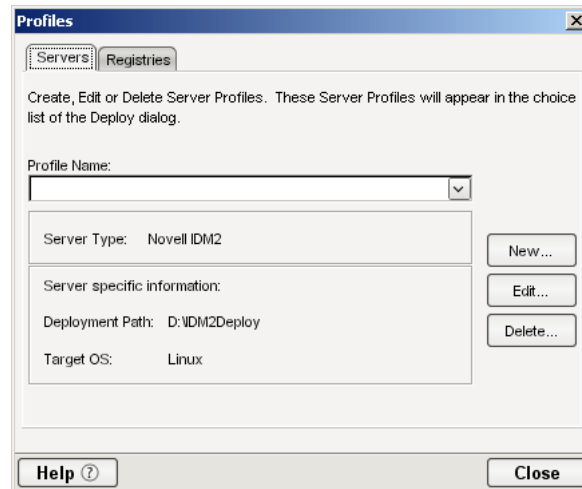 Profiles
Servers Registries
Create, Edit or Delete Server Profiles. These Server Profiles will appear in the choice
list of the Deploy dialog.
Profile Name:
Server Type: Novell IDM2
New...
Server specific information:
Edit...
Deployment Path: D:\IDM2Deploy
Delete...
Target OS: Linux
Help ?
Close